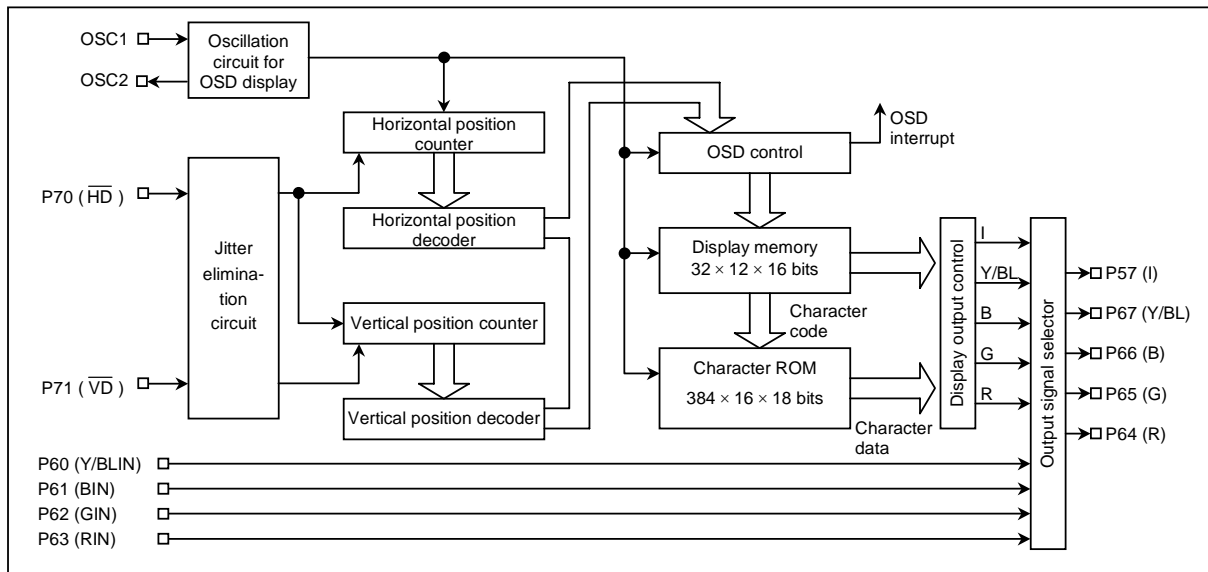 OSC1
OSC2
Oscillation
circuit for
OSD display
Horizontal position
counter
OSD
interrupt
OSD control
P70 (HD)
Horizontal position
decoder
Jitter
elimina-
tion
circuit
Display memory
32 × 12 × 16 bits
Character
code
Vertical position counter
P71 (VD)
Vertical position decoder
Character ROM
384 × 16 × 18 bits
Character
data
Display output control
I
Y/BL
B
G
R
Output signal selector
P57 (I)
P67 (Y/BL)
P66 (B)
P65 (G)
P64 (R)
P60 (Y/BLIN)
P61 (BIN)
P62 (GIN)
P63 (RIN)